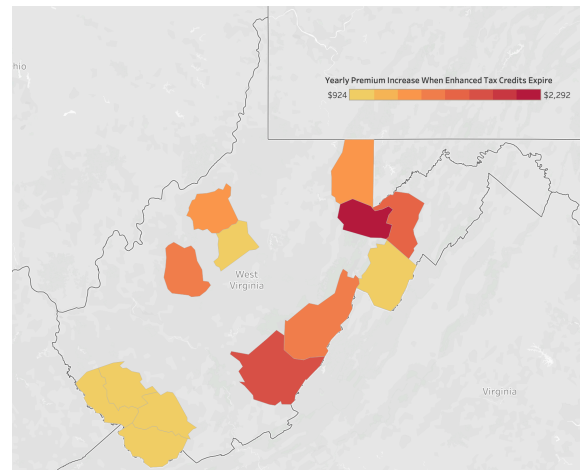 hio
Yearly Premium Increase When Enhanced Tax Credits Expire
$924 $2,292
West
Virginia
Virginia